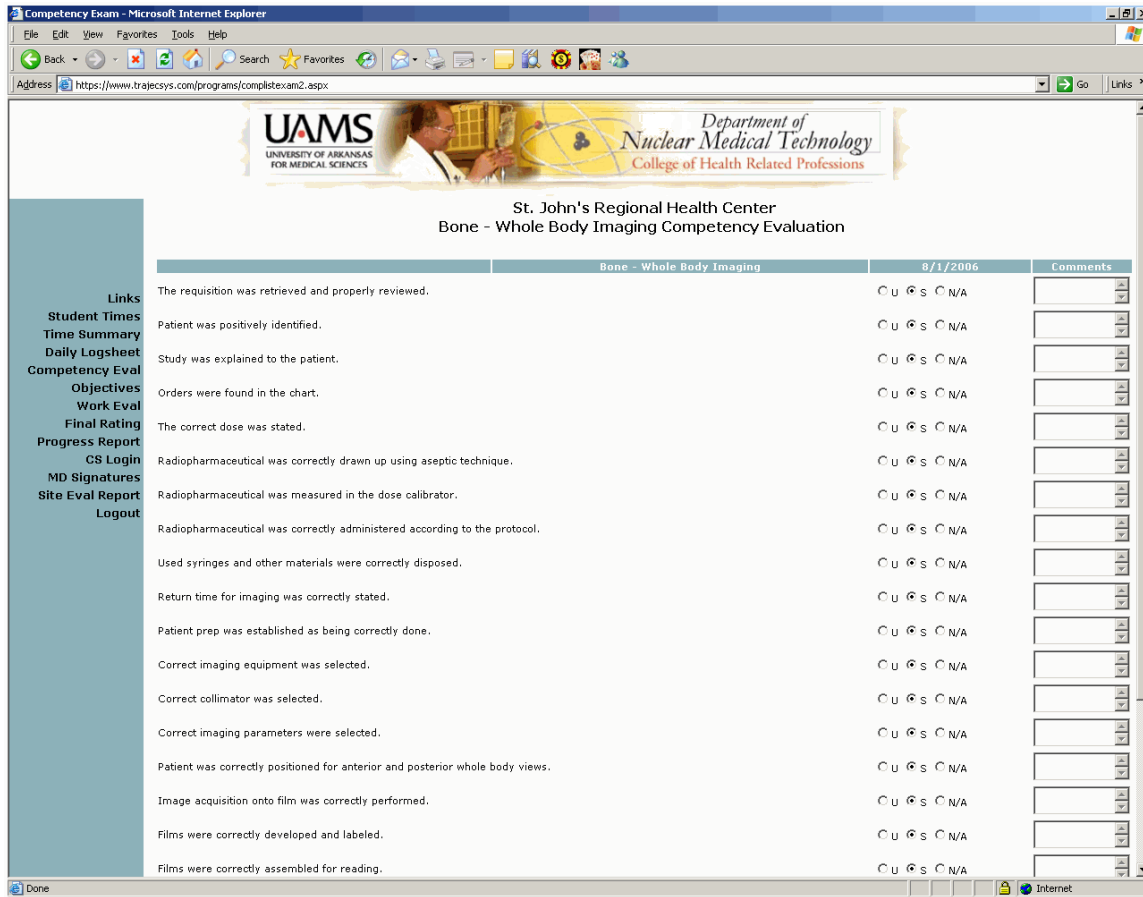 Competency Exam - Microsoft Internet Explorer
File Edit View Favorites Tools Help
Back Search Favorites
Address https://www.trajecsys.com/programs/complistexam2.aspx Go Links
UAMS
UNIVERSITY OF ARKANSAS
FOR MEDICAL SCIENCES
Department of
Nuclear Medical Technology
College of Health Related Professions
St. John's Regional Health Center
Bone - Whole Body Imaging Competency Evaluation
Bone - Whole Body Imaging 8/1/2006 Comments
Links
Student Times
Time Summary
Daily Logsheet
Competency Eval
Objectives
Work Eval
Final Rating
Progress Report
CS Login
MD Signatures
Site Eval Report
Logout
The requisition was retrieved and properly reviewed. U S N/A
Patient was positively identified. U S N/A
Study was explained to the patient. U S N/A
Orders were found in the chart. U S N/A
The correct dose was stated. U S N/A
Radiopharmaceutical was correctly drawn up using aseptic technique. U S N/A
Radiopharmaceutical was measured in the dose calibrator. U S N/A
Radiopharmaceutical was correctly administered according to the protocol. U S N/A
Used syringes and other materials were correctly disposed. U S N/A
Return time for imaging was correctly stated. U S N/A
Patient prep was established as being correctly done. U S N/A
Correct imaging equipment was selected. U S N/A
Correct collimator was selected. U S N/A
Correct imaging parameters were selected. U S N/A
Patient was correctly positioned for anterior and posterior whole body views. U S N/A
Image acquisition onto film was correctly performed. U S N/A
Films were correctly developed and labeled. U S N/A
Films were correctly assembled for reading. U S N/A
Done Internet